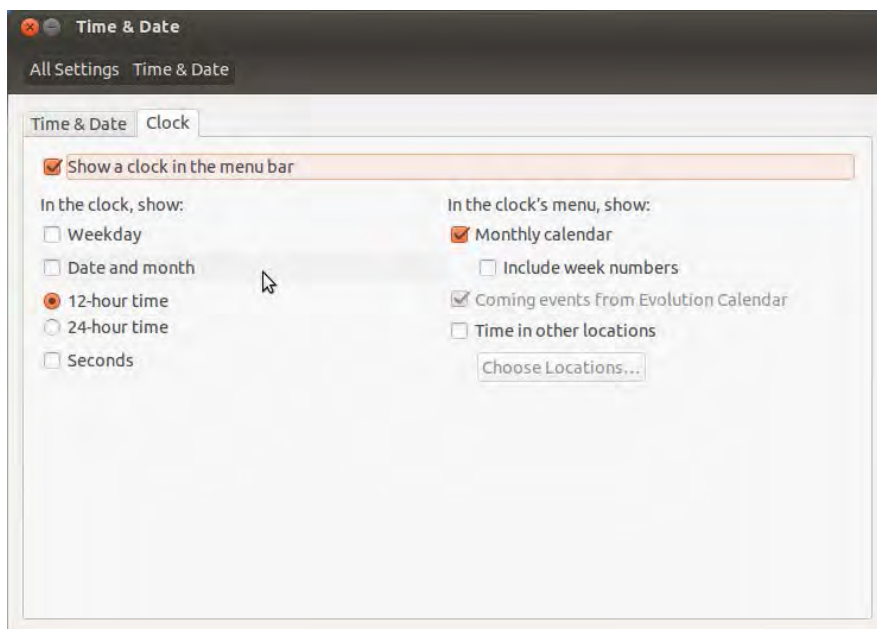 Time & Date
All Settings Time & Date
Time & Date Clock
Show a clock in the menu bar
In the clock, show:
Weekday
Date and month
12-hour time
24-hour time
Seconds
In the clock's menu, show:
Monthly calendar
Include week numbers
Coming events from Evolution Calendar
Time in other locations
Choose Locations...